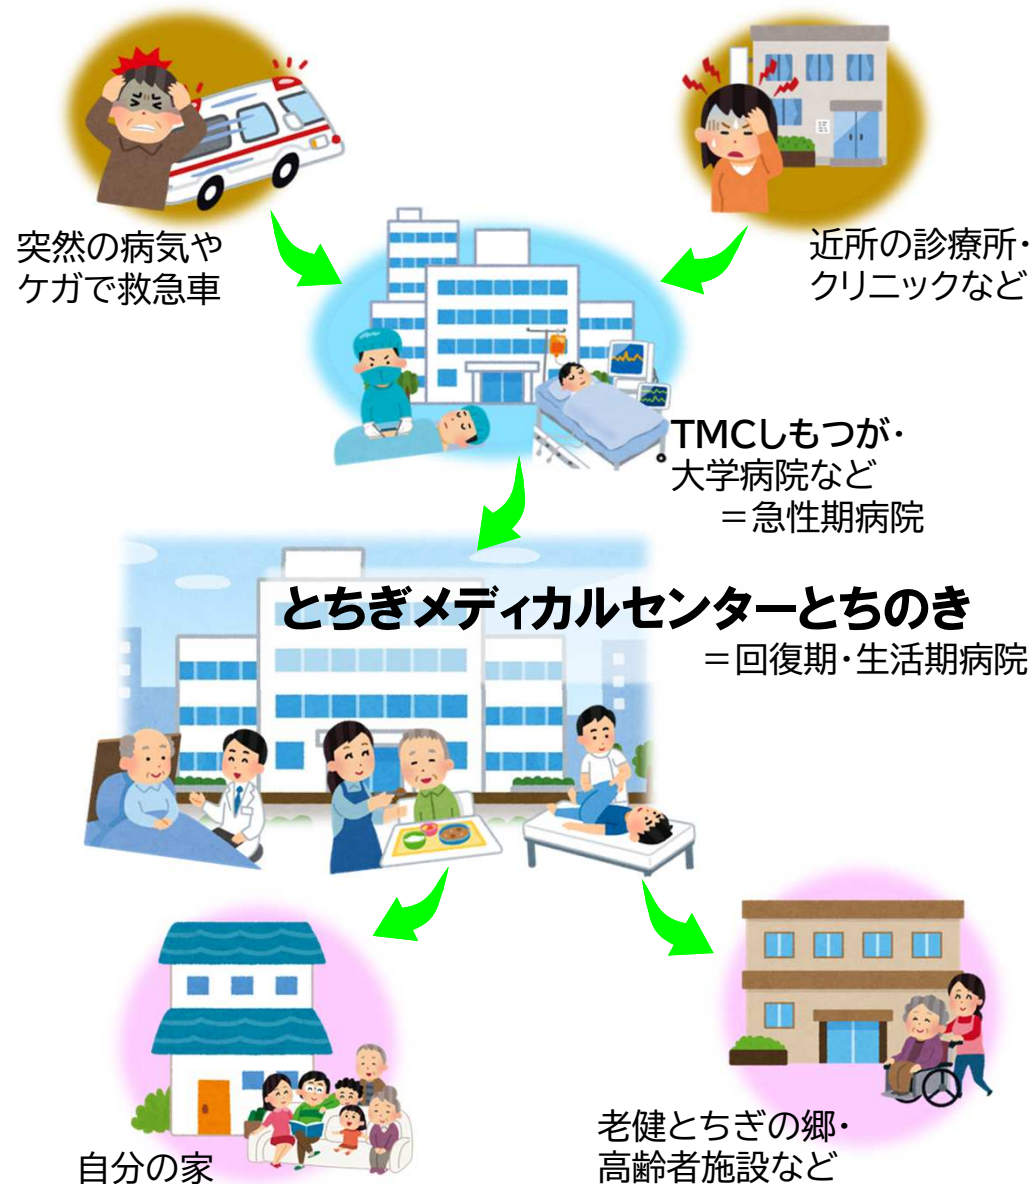 突然の病気や
ケガで救急車
近所の診療所・
クリニックなど
TMCしもつが・
大学病院など
＝急性期病院
とちぎメディカルセンターとちのき
＝回復期・生活期病院
自分の家
老健とちぎの郷・
高齢者施設など